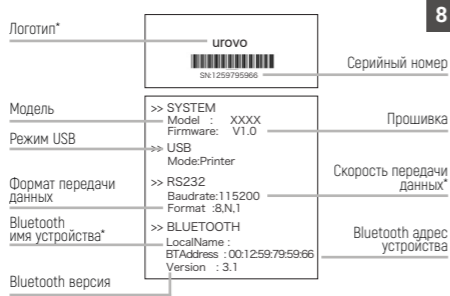 8
Логотип*
urovo
SN:1259795966
Серийный номер
Модель
Режим USB
Формат передачи
данных
Bluetooth
имя устройства*
Bluetooth версия
>> SYSTEM
Model : XXXX
Firmware: V1.0
>> USB
Mode:Printer
>> RS232
Baudrate:115200
Format :8,N,1
>> BLUETOOTH
LocalName :
BTAddress : 00:12:59:79:59:66
Version : 3.1
Прошивка
Скорость передачи
данных*
Bluetooth адрес
устройства